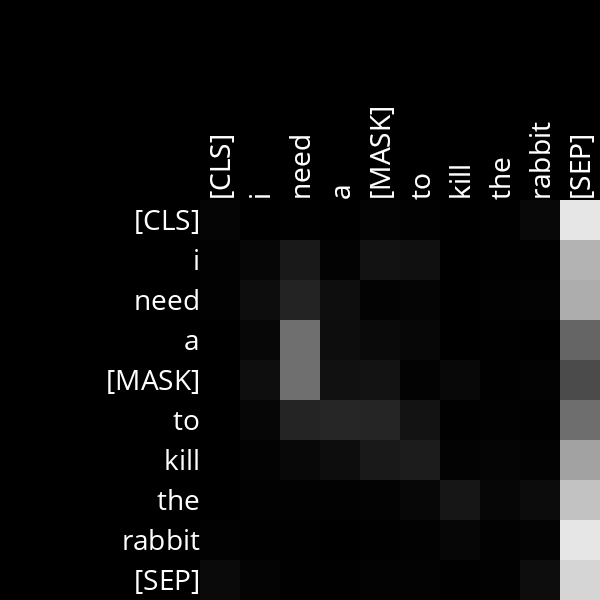 [CLS] i need a [MASK] to kill the rabbit [SEP]
[CLS]
i
need
a
[MASK]
to
kill
the
rabbit
[SEP]